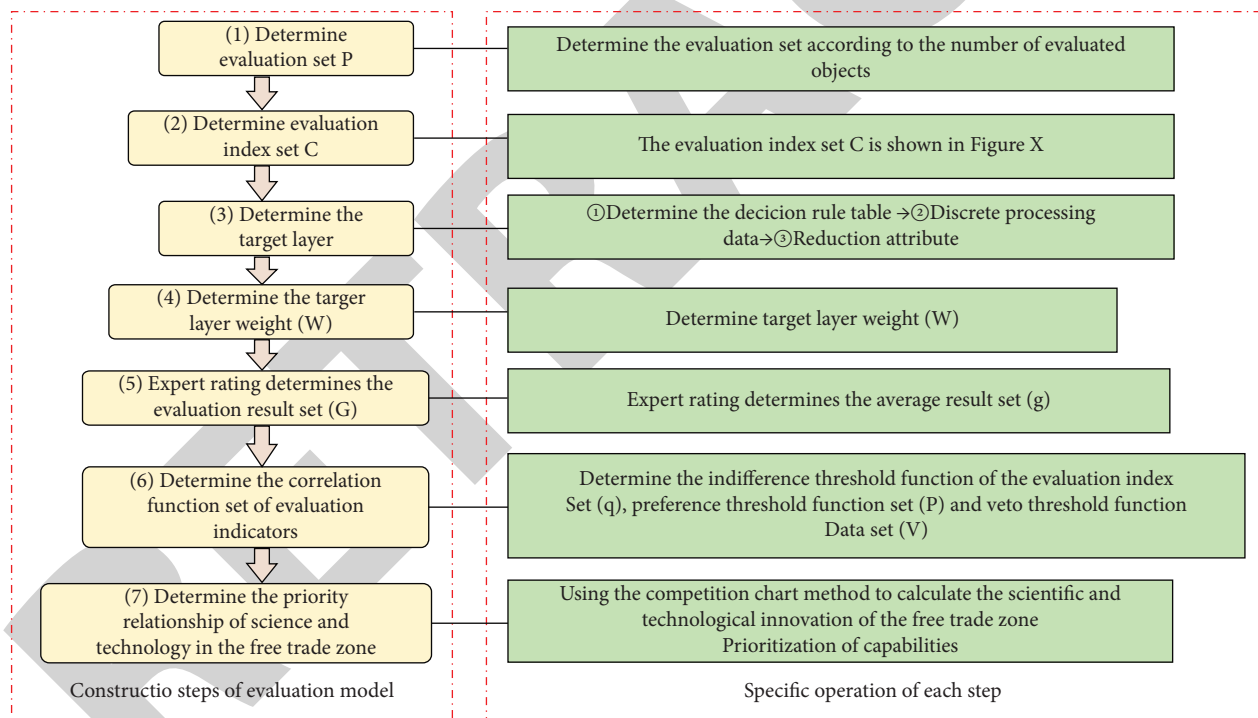 (1) Determine
evaluation set P
Determine the evaluation set according to the number of evaluated
objects
(2) Determine evaluation
index set C
The evaluation index set C is shown in Figure X
(3) Determine the
target layer
①Determine the decicion rule table →②Discrete processing
data→③Reduction attribute
(4) Determine the targer
layer weight (W)
Determine target layer weight (W)
(5) Expert rating determines the
evaluation result set (G)
Expert rating determines the average result set (g)
(6) Determine the correlation
function set of evaluation
indicators
Determine the indifference threshold function of the evaluation index
Set (q), preference threshold function set (P) and veto threshold function
Data set (V)
(7) Determine the priority
relationship of science and
technology in the free trade zone
Using the competition chart method to calculate the scientific and
technological innovation of the free trade zone
Prioritization of capabilities
Constructio steps of evaluation model
Specific operation of each step